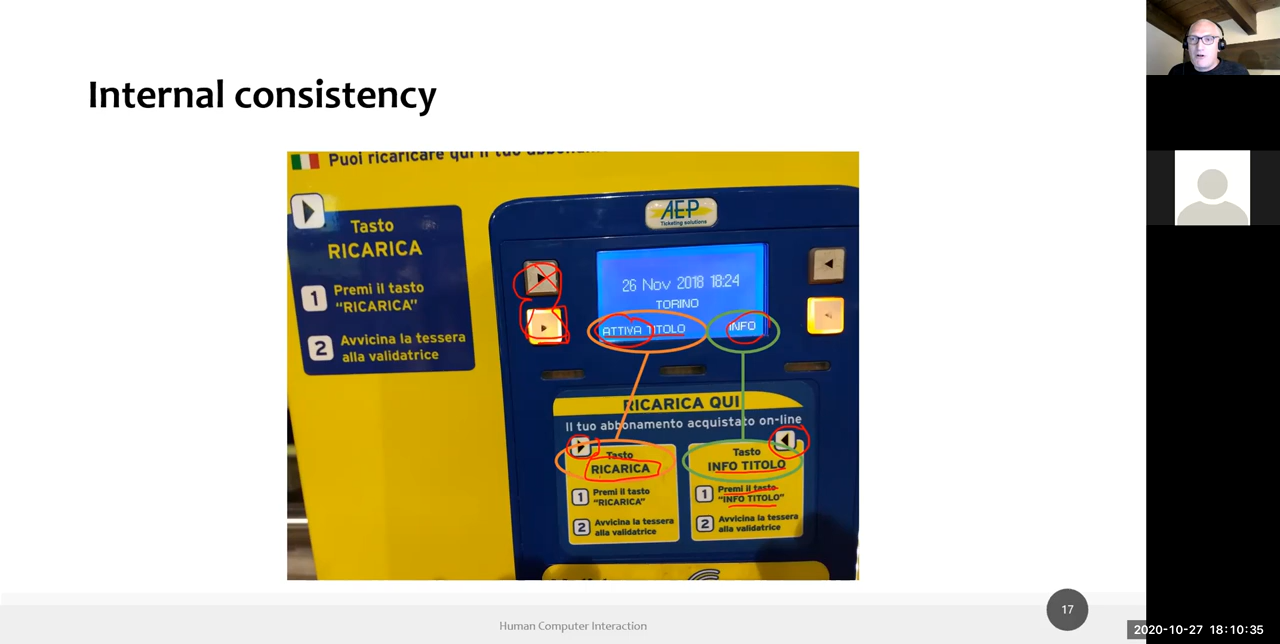 Internal consistency
Puoi ricaricare qui il tuo
Tasto
RICARICA
1 Premi il tasto
"RICARICA"
2 Avvicina la tessera
alla validatrice
AEP
Ticketing solutions
26 Nov 2018 18:24
TORINO
ATTIVA TITOLO INFO
RICARICA QUI
Il tuo abbonamento acquistato on-line
Tasto
RICARICA
1 Premi il tasto
"RICARICA"
2 Avvicina la tessera
alla validatrice
Tasto
INFO TITOLO
1 Premi il tasto
"INFO TITOLO"
2 Avvicina la tessera
alla validatrice
Human Computer Interaction
17
2020-10-27 18:10:35